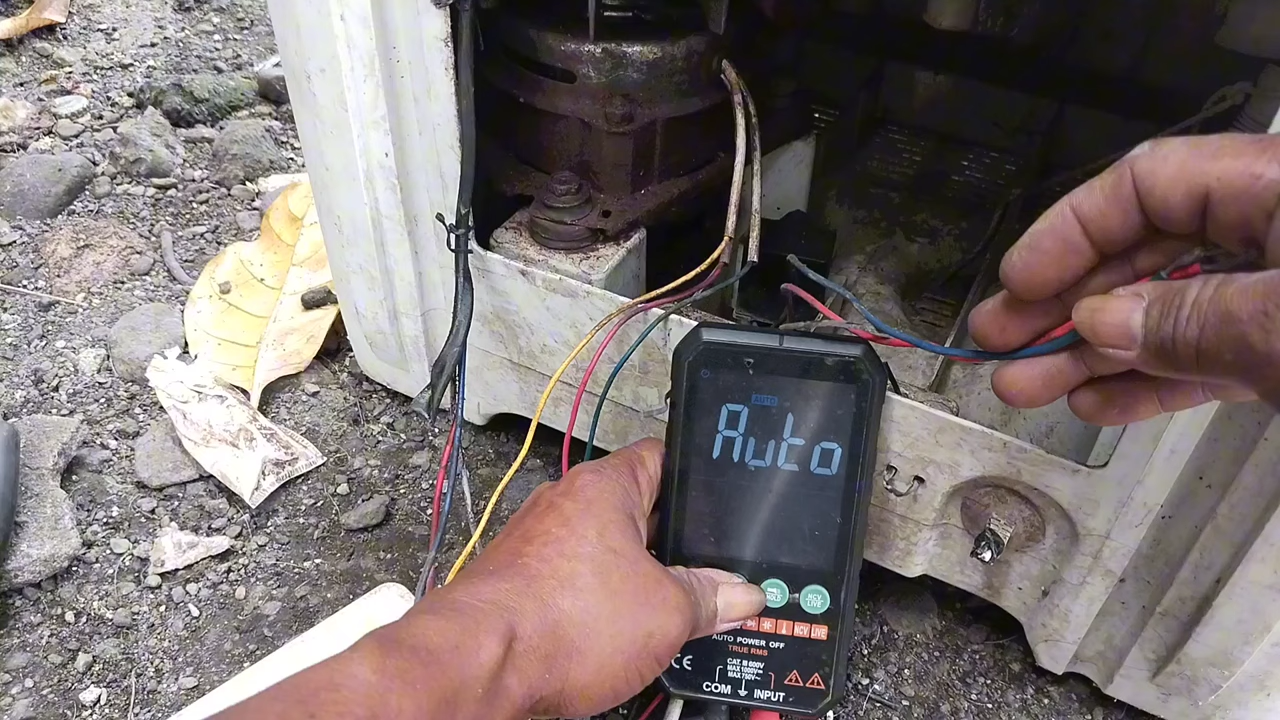 AUTO
Auto
HOLD
NCV
LIVE
NCV LIVE
AUTO POWER OFF
TRUE RMS
CE
CAT. III 600V
MAX 1000V
MAX 750V~
COM INPUT